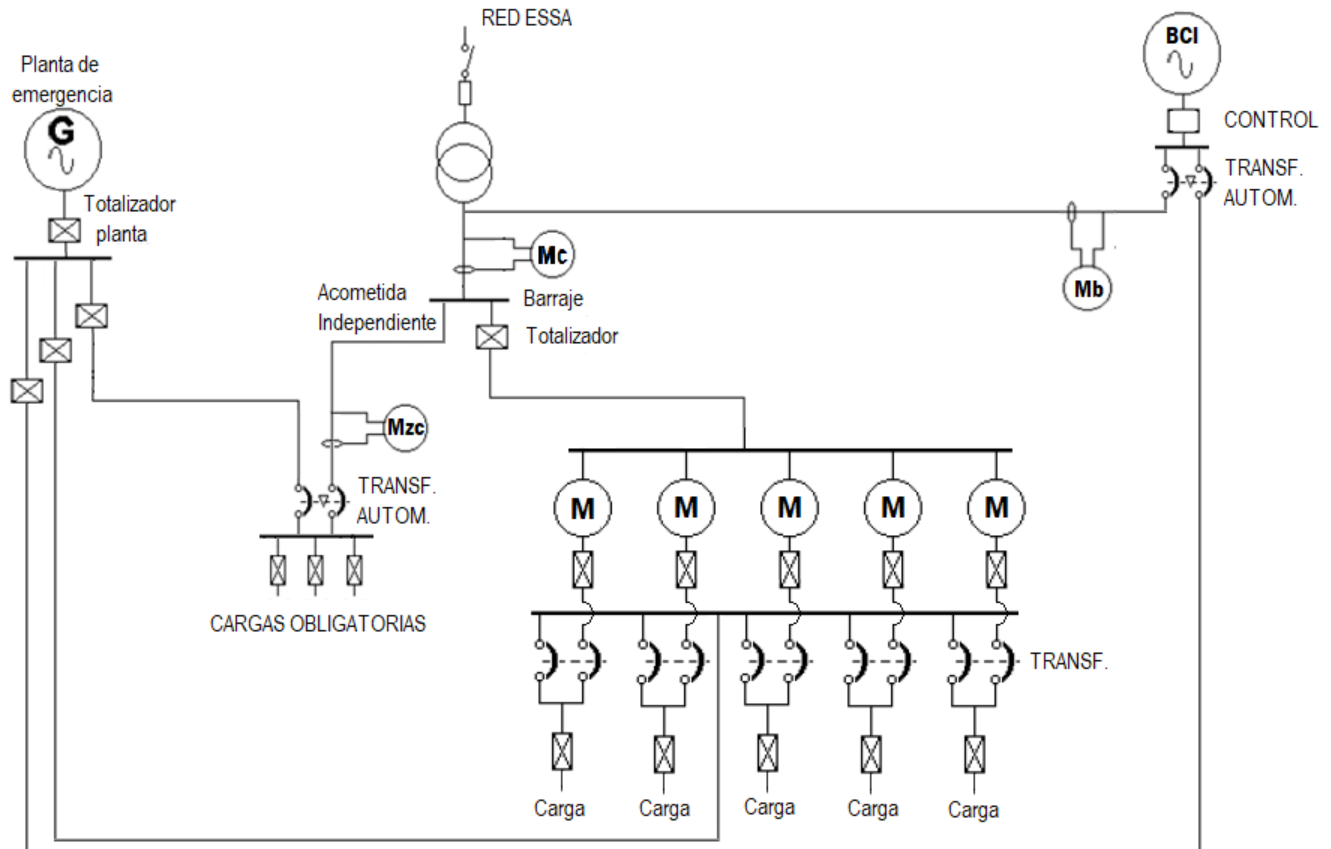 RED ESSA
BCI
Planta de
emergencia
G
CONTROL
TRANSF.
AUTOM.
Totalizador
planta
Mc
Mb
Acometida
Independiente
Barraje
Totalizador
Mzc
TRANSF.
AUTOM.
M
M
M
M
M
CARGAS OBLIGATORIAS
TRANSF.
Carga
Carga
Carga
Carga
Carga